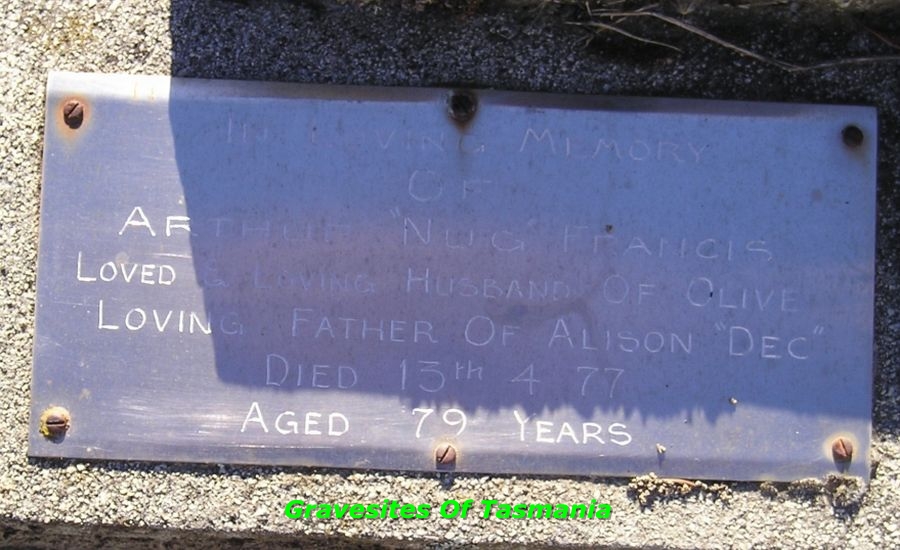 IN LOVING MEMORY
OF
ARTHUR "NUG" FRANCIS
LOVED & LOVING HUSBAND OF OLIVE
LOVING FATHER OF ALISON "DEC"
DIED 13th 4 77
AGED 79 YEARS
Gravesites Of Tasmania